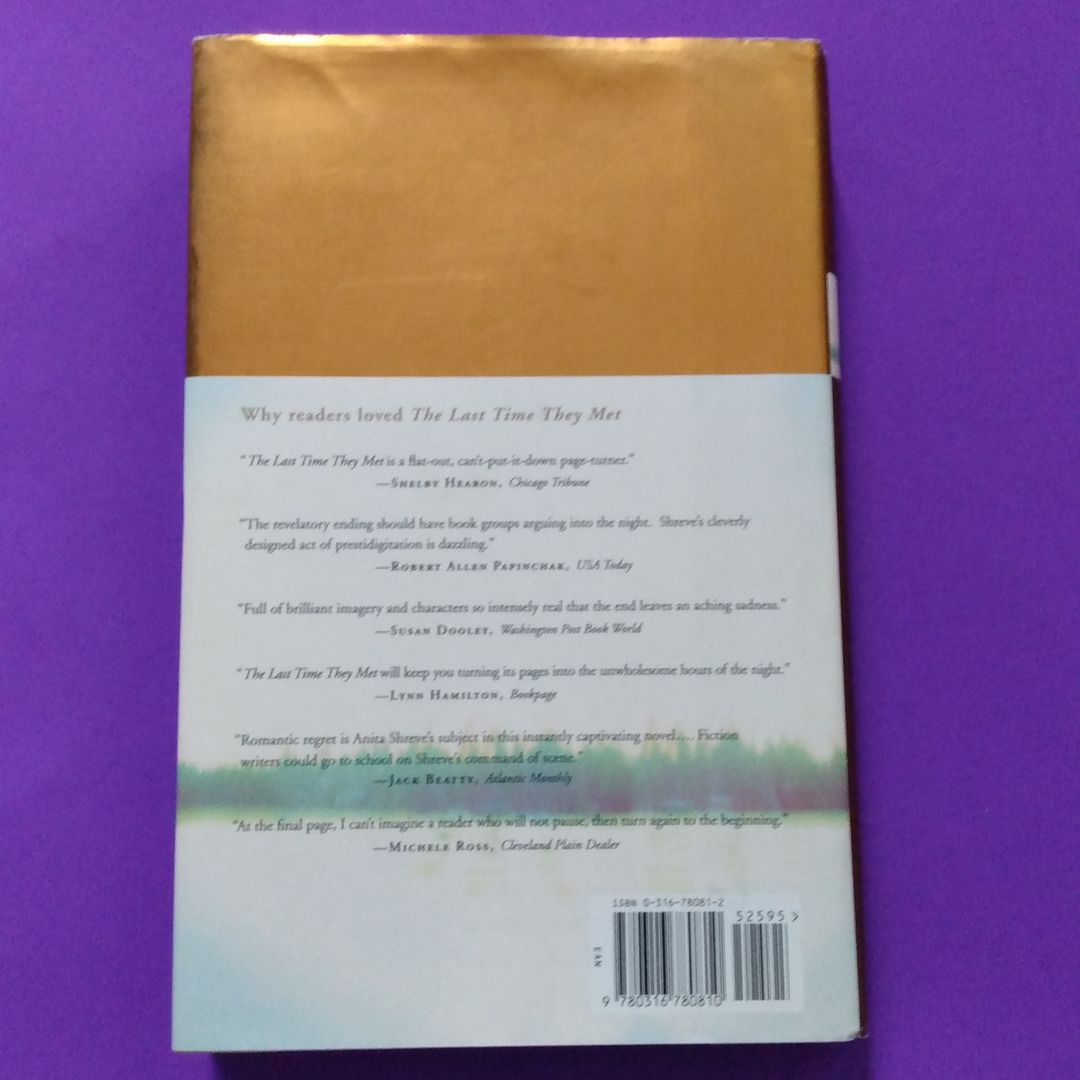 Why readers loved The Last Time They Met
“The Last Time They Met is a flat-out, can't-put-it-down page-turner.”
—SHELBY HEARON, Chicago Tribune
“The revelatory ending should have book groups arguing into the night. Shreve's cleverly
designed act of prestidigitation is dazzling.”
—ROBERT ALLEN PAPINCHAK, USA Today
“Full of brilliant imagery and characters so intensely real that the end leaves an aching sadness.”
—SUSAN DOOLEY, Washington Post Book World
“The Last Time They Met will keep you turning its pages into the unwholesome hours of the night.”
—LYNN HAMILTON, Bookpage
“Romantic regret is Anita Shreve's subject in this instantly captivating novel.... Fiction
writers could go to school on Shreve's command of scene.”
—JACK BEATTY, Atlantic Monthly
“At the final page, I can't imagine a reader who will not pause, then turn again to the beginning.”
—MICHELE ROSS, Cleveland Plain Dealer
ISBN 0-316-78081-2
52595>
EAN
9 780316 780810